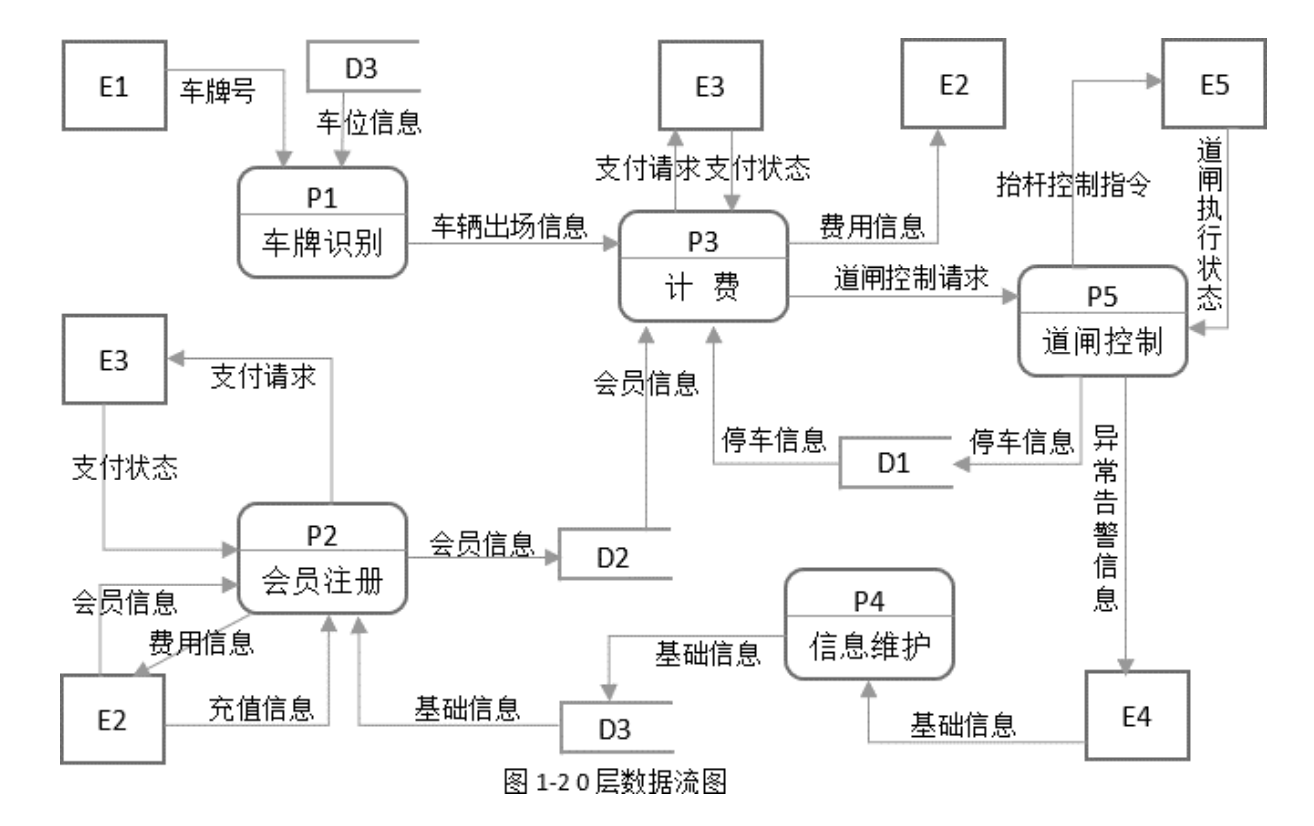 E1
车牌号
D3
车位信息
E3
支付请求
支付状态
E2
E5
抬杆控制指令
道闸执行状态
P1
车牌识别
车辆出场信息
P3
计 费
费用信息
道闸控制请求
P5
道闸控制
E3
支付请求
支付状态
会员信息
停车信息
D1
停车信息
异常告警信息
P2
会员注册
会员信息
D2
会员信息
费用信息
E2
充值信息
基础信息
D3
基础信息
P4
信息维护
基础信息
E4
图 1-2 0 层数据流图